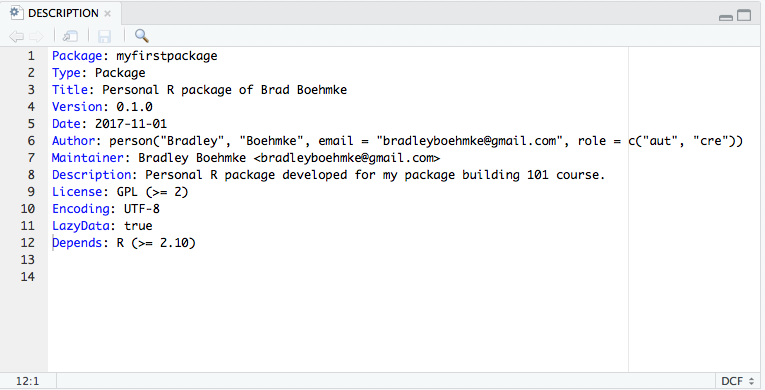 DESCRIPTION
1 Package: myfirstpackage
2 Type: Package
3 Title: Personal R package of Brad Boehmke
4 Version: 0.1.0
5 Date: 2017-11-01
6 Author: person("Bradley", "Boehmke", email = "bradleyboehmke@gmail.com", role = c("aut", "cre"))
7 Maintainer: Bradley Boehmke <bradleyboehmke@gmail.com>
8 Description: Personal R package developed for my package building 101 course.
9 License: GPL (>= 2)
10 Encoding: UTF-8
11 LazyData: true
12 Depends: R (>= 2.10)
13
14
12:1 DCF